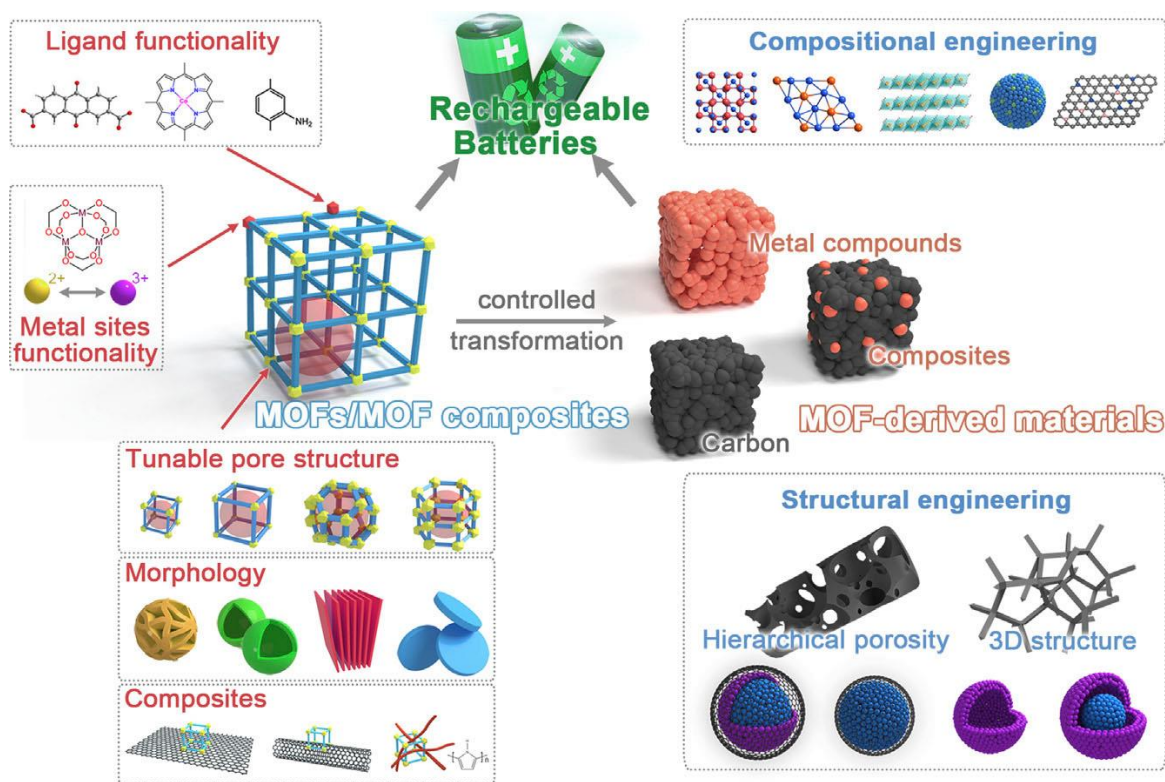 Ligand functionality
Co
NH₂
Rechargeable
Batteries
Compositional engineering
O
O
O
M
O
O
O
O
M
M
O
O
O
O
O
O
2+
3+
Metal sites
functionality
controlled
transformation
Metal compounds
Composites
Carbon
MOFs/MOF composites
MOF-derived materials
Tunable pore structure
Morphology
Composites
n
Structural engineering
Hierarchical porosity
3D structure